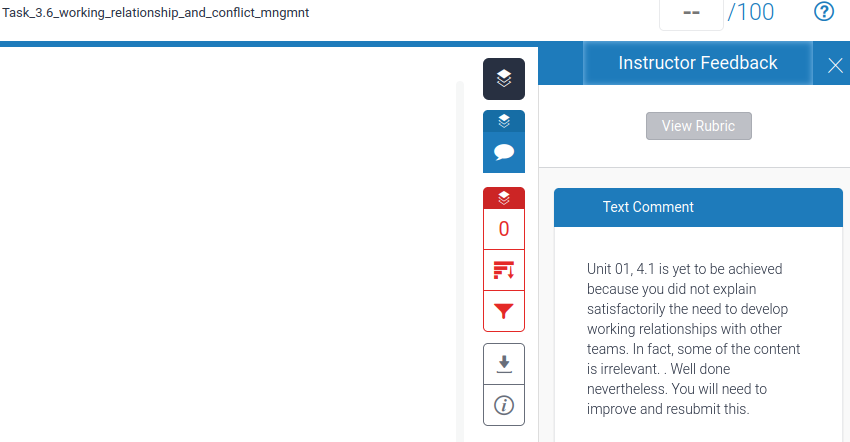 Task_3.6_working_relationship_and_conflict_mngmnt
-- /100
?
Instructor Feedback
View Rubric
Text Comment
0
i
Unit 01, 4.1 is yet to be achieved
because you did not explain
satisfactorily the need to develop
working relationships with other
teams. In fact, some of the content
is irrelevant. . Well done
nevertheless. You will need to
improve and resubmit this.